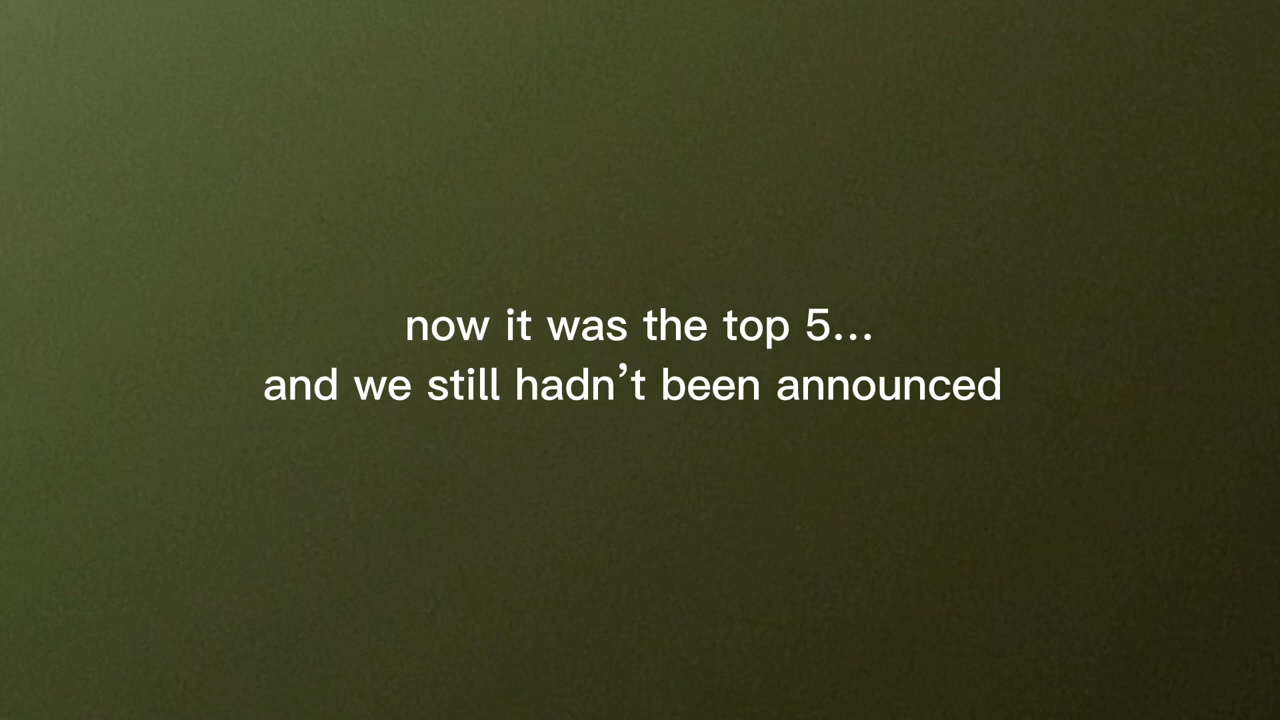 now it was the top 5...
and we still hadn’t been announced